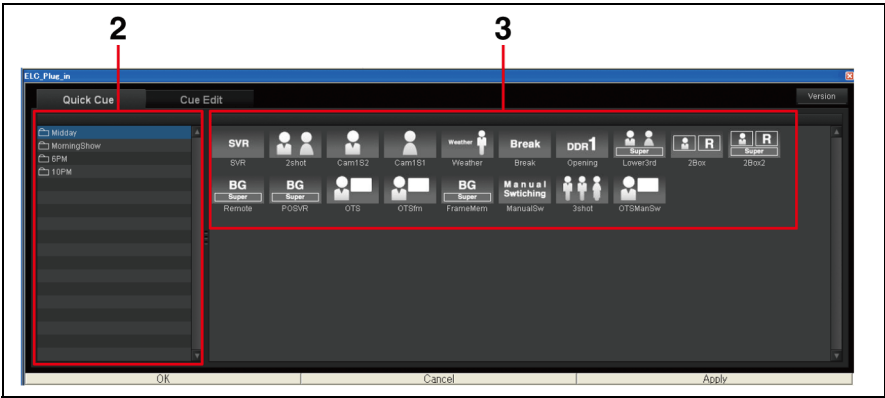 2 3
ELC_Plug_in
Quick Cue Cue Edit Version
Midday
MorningShow
6PM
10PM
SVR Weather Break DDR1 Super R R Super
SVR 2shot Cam1S2 Cam1S1 Weather Break Opening Lower3rd 2Box 2Box2
BG Super BG Super BG Super Manual Swtiching
Remote POSVR OTS OTSfm FrameMem ManualSw 3shot OTSManSw
OK Cancel Apply